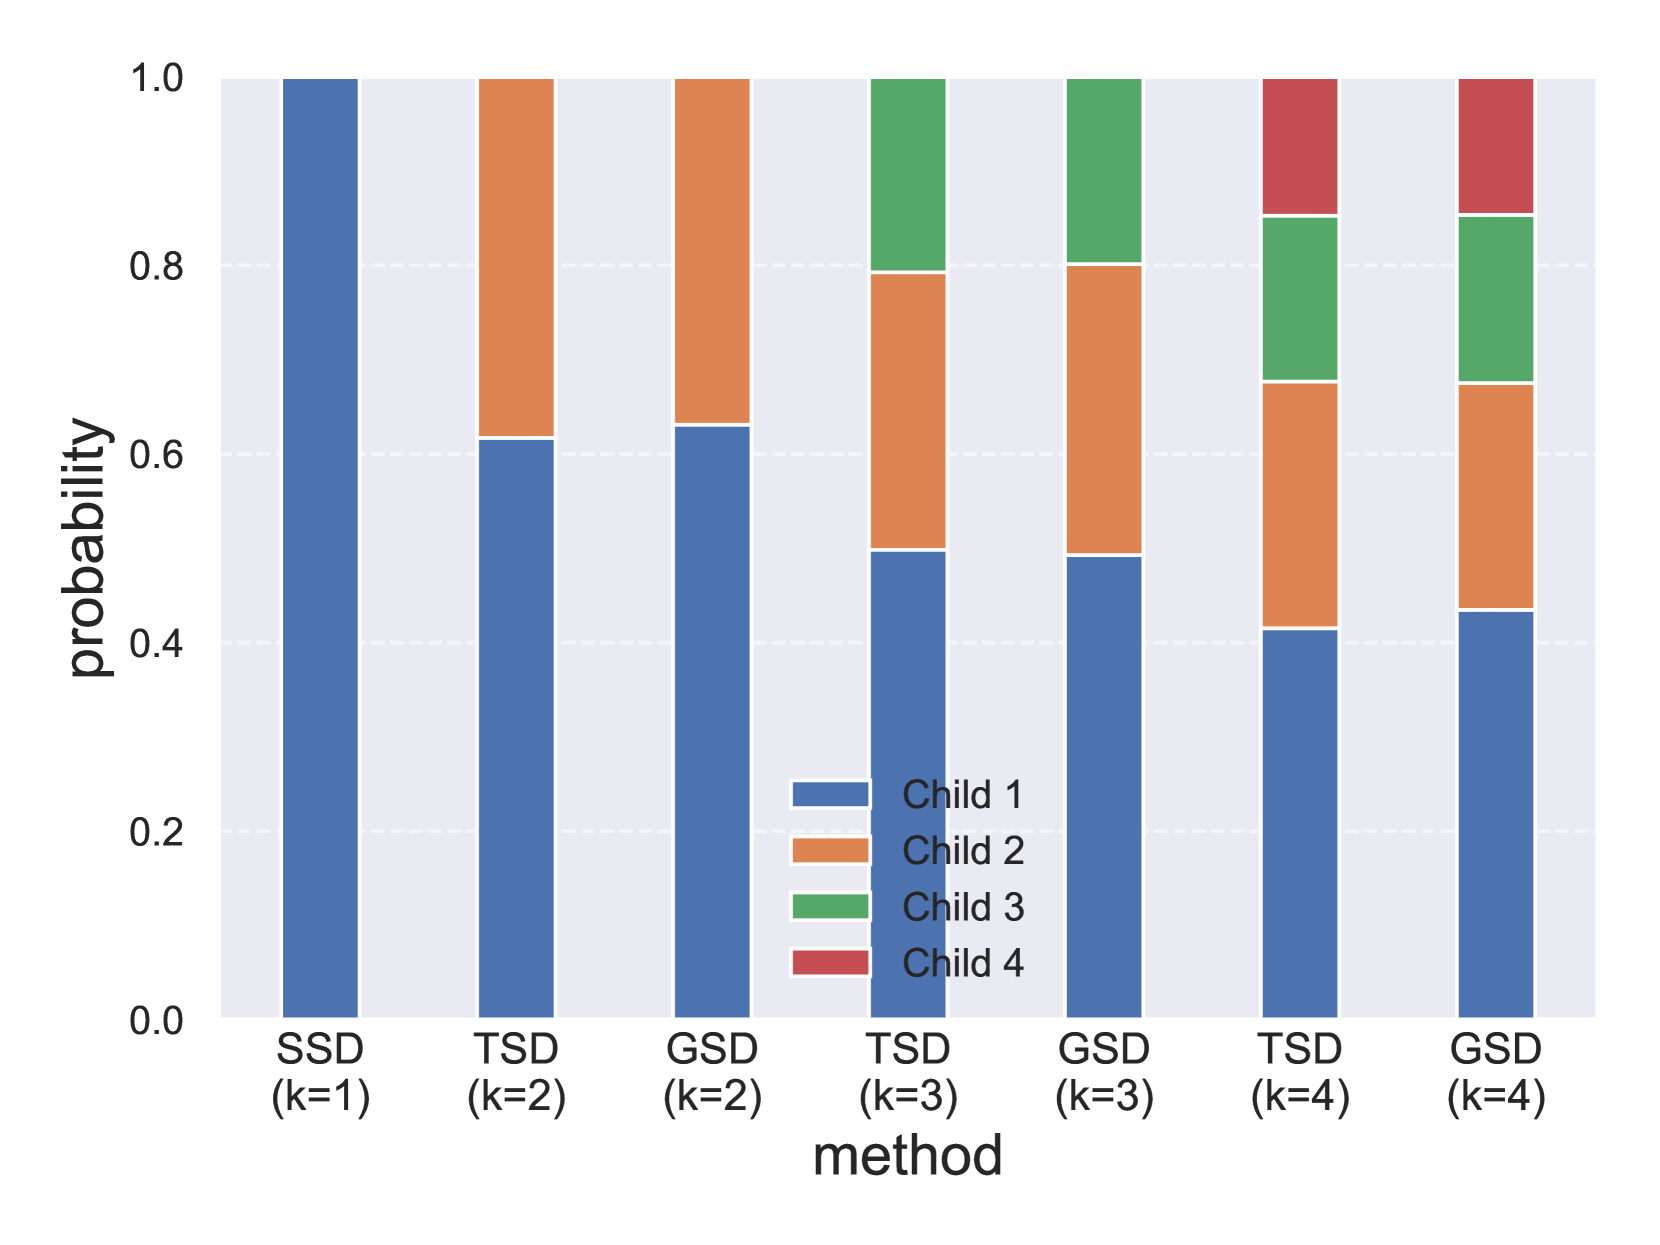 1.0
0.8
0.6
0.4
0.2
0.0
probability
Child 1
Child 2
Child 3
Child 4
SSD TSD GSD TSD GSD TSD GSD
(k=1) (k=2) (k=2) (k=3) (k=3) (k=4) (k=4)
method